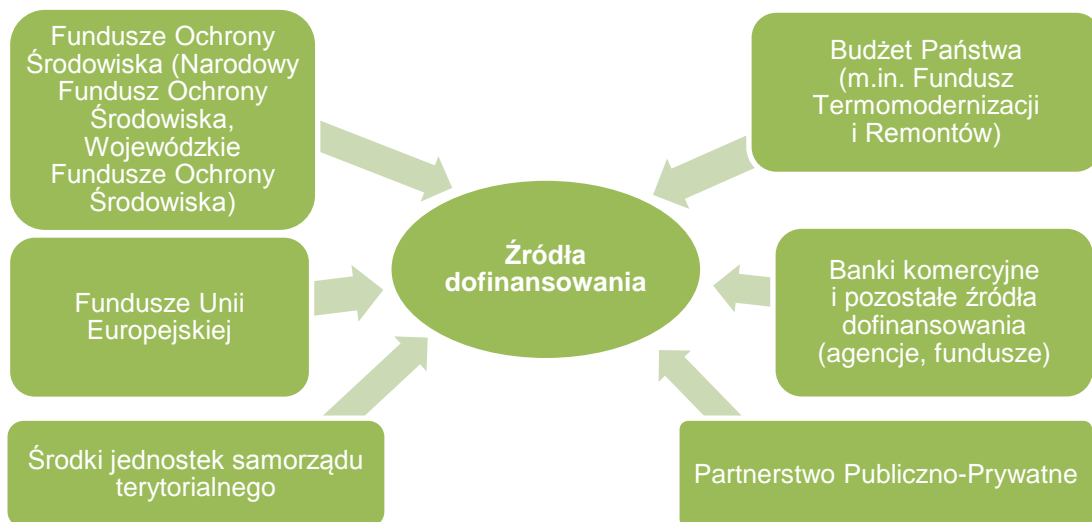 Fundusze Ochrony
Środowiska (Narodowy
Fundusz Ochrony
Środowiska,
Wojewódzkie
Fundusze Ochrony
Środowiska)
Budżet Państwa
(m.in. Fundusz
Termomodernizacji
i Remontów)
Źródła
dofinansowania
Fundusze Unii
Europejskiej
Banki komercyjne
i pozostałe źródła
dofinansowania
(agencje, fundusze)
Środki jednostek samorządu
terytorialnego
Partnerstwo Publiczno-Prywatne